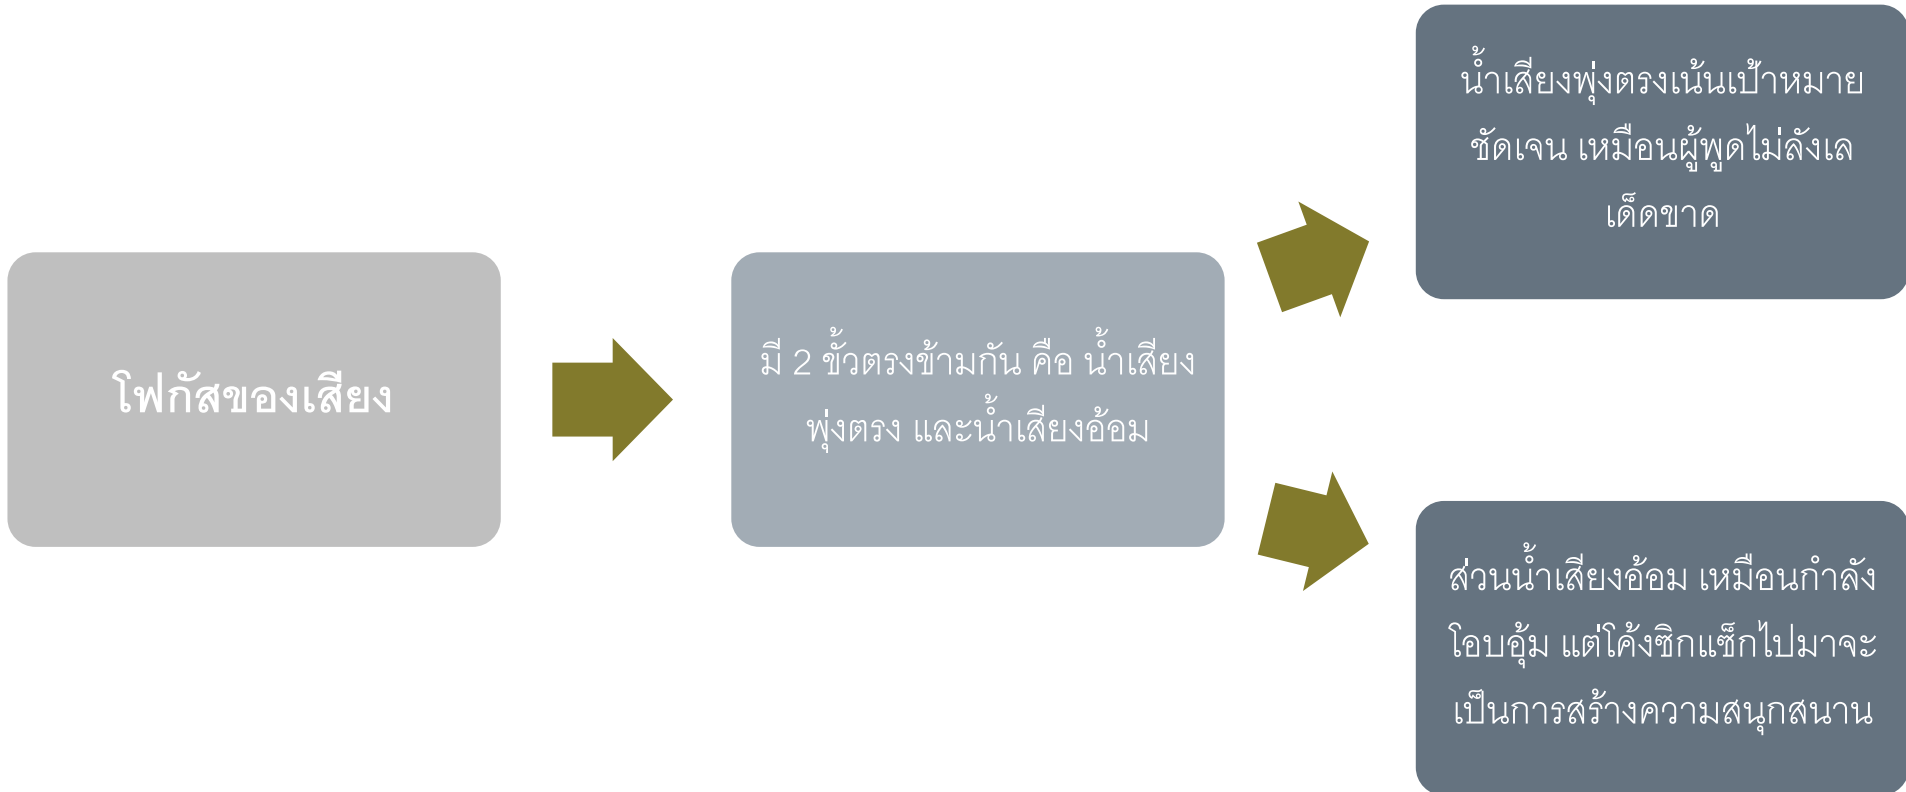 โฟกัสของเสียง
มี 2 ขั้วตรงข้ามกัน คือ น้ำเสียง
พุ่งตรง และน้ำเสียงอ้อม
น้ำเสียงพุ่งตรงเน้นเป้าหมาย
ชัดเจน เหมือนผู้พูดไม่ลังเล
เด็ดขาด
ส่วนน้ำเสียงอ้อม เหมือนกำลัง
โอบอุ้ม แต่โค้งซิกแซ็กไปมาจะ
เป็นการสร้างความสนุกสนาน